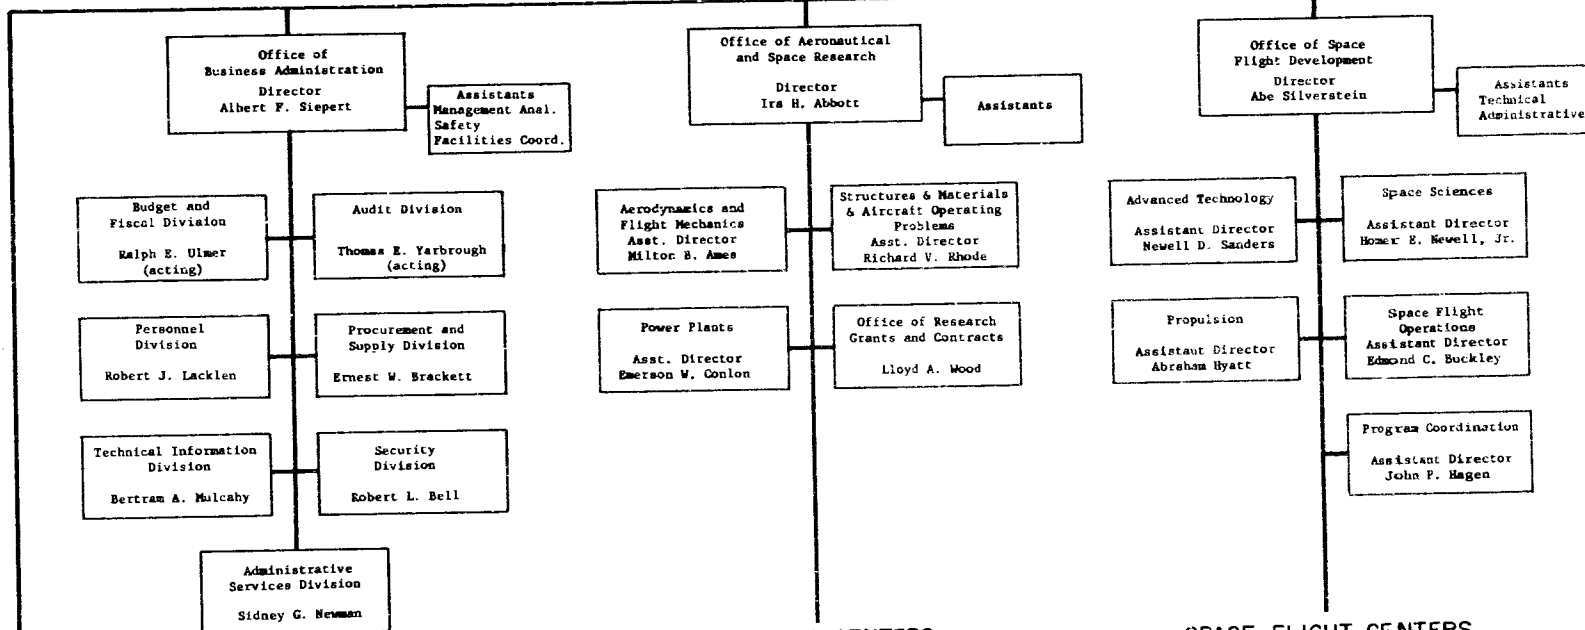 Office of
Business Administration
Director
Albert F. Siepert
Assistants
Management Anal.
Safety
Facilities Coord.
Budget and
Fiscal Division
Ralph E. Ulmer
(acting)
Audit Division
Thomas E. Yarbrough
(acting)
Personnel
Division
Robert J. Lacklen
Procurement and
Supply Division
Ernest W. Brackett
Technical Information
Division
Bertram A. Mulcahy
Security
Division
Robert L. Bell
Administrative
Services Division
Sidney G. Newman
Office of Aeronautical
and Space Research
Director
Ira H. Abbott
Assistants
Aerodynamics and
Flight Mechanics
Asst. Director
Milton B. Ames
Structures & Materials
& Aircraft Operating
Problems
Asst. Director
Richard V. Rhode
Power Plants
Asst. Director
Emerson W. Conlon
Office of Research
Grants and Contracts
Lloyd A. Wood
Office of Space
Flight Development
Director
Abe Silverstein
Assistants
Technical
Administrative
Advanced Technology
Assistant Director
Newell D. Sanders
Space Sciences
Assistant Director
Homer E. Newell, Jr.
Propulsion
Assistant Director
Abraham Hyatt
Space Flight
Operations
Assistant Director
Edmond C. Buckley
Program Coordination
Assistant Director
John P. Hagen
SPACE FLIGHT CENTERS